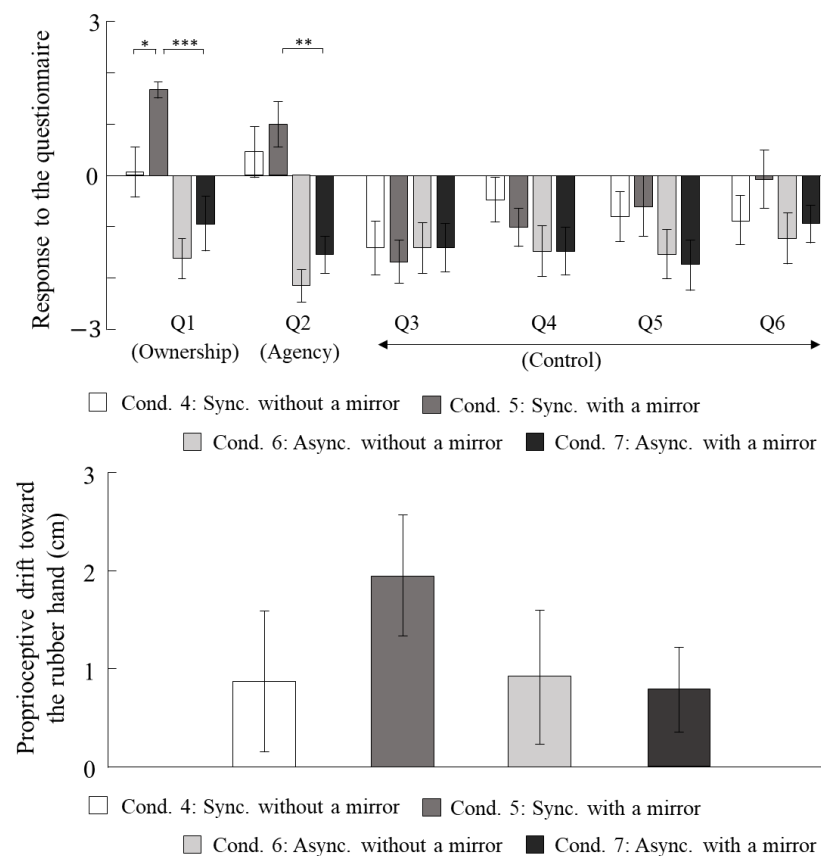 Response to the questionnaire
3
0
−3
* ***
**
Q1 Q2 Q3 Q4 Q5 Q6
(Ownership) (Agency) (Control)
Cond. 4: Sync. without a mirror Cond. 5: Sync. with a mirror
Cond. 6: Async. without a mirror Cond. 7: Async. with a mirror
Proprioceptive drift toward
the rubber hand (cm)
3
2
1
0
Cond. 4: Sync. without a mirror Cond. 5: Sync. with a mirror
Cond. 6: Async. without a mirror Cond. 7: Async. with a mirror